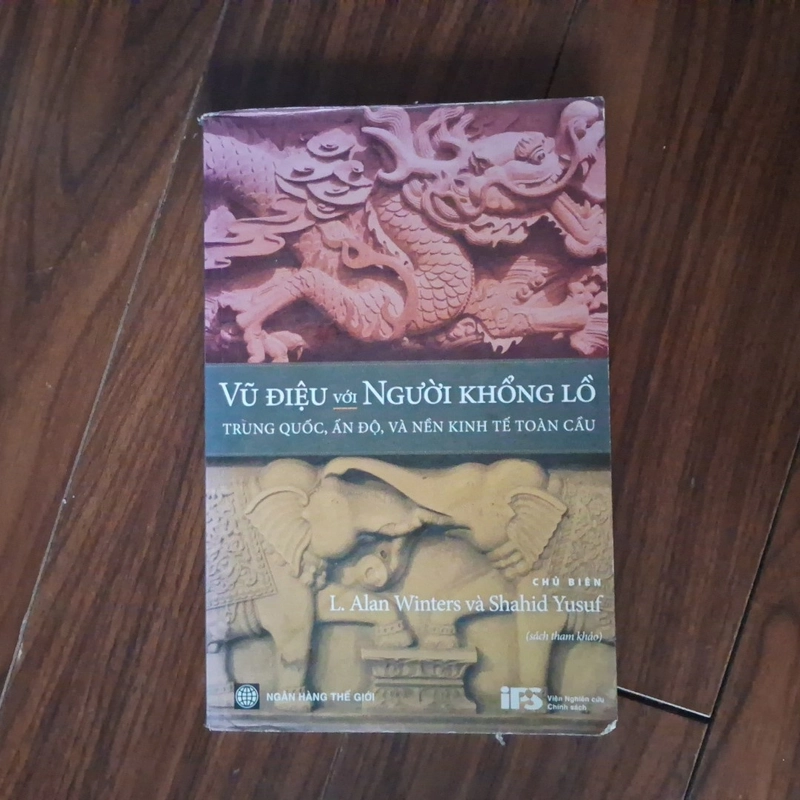 VŨ ĐIỆU VỚI NGƯỜI KHỔNG LỒ
TRUNG QUỐC, ẤN ĐỘ, VÀ NỀN KINH TẾ TOÀN CẦU
CHỦ BIÊN
L. Alan Winters và Shahid Yusuf
(sách tham khảo)
NGÂN HÀNG THẾ GIỚI
IPS Viện Nghiên cứu
Chính sách